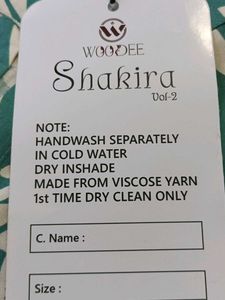 WOODEE
Shakira
Vol-2
NOTE:
HANDWASH SEPARATELY
IN COLD WATER
DRY INSHADE
MADE FROM VISCOSE YARN
1st TIME DRY CLEAN ONLY
C. Name :
Size :